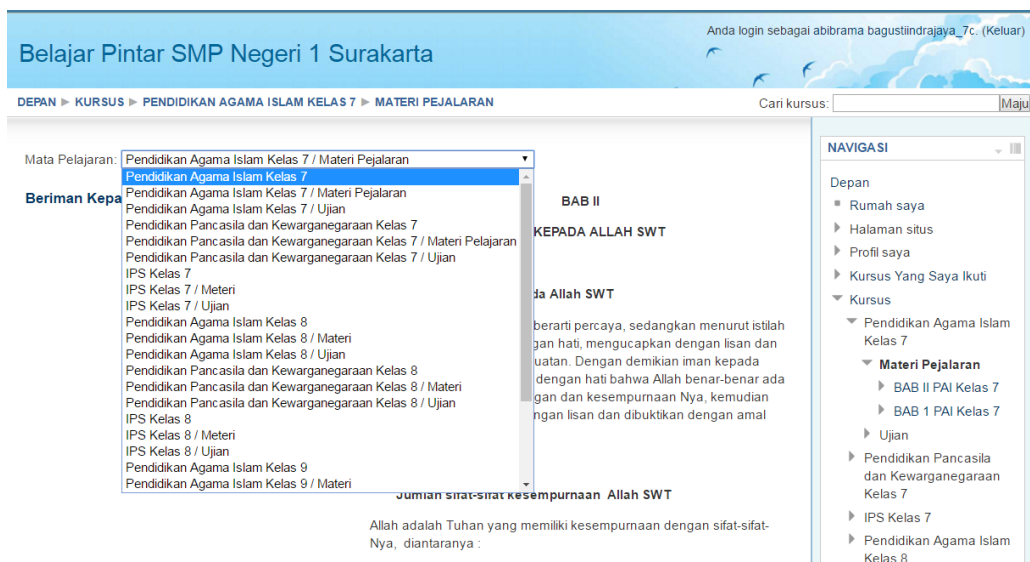 Anda login sebagai abibrama bagustiindrajaya_7c. (Keluar)
Belajar Pintar SMP Negeri 1 Surakarta
DEPAN ► KURSUS ► PENDIDIKAN AGAMA ISLAM KELAS 7 ► MATERI PEJALARAN
Cari kursus: Maju
Mata Pelajaran: Pendidikan Agama Islam Kelas 7 / Materi Pejalaran
Pendidikan Agama Islam Kelas 7
Pendidikan Agama Islam Kelas 7 / Materi Pejalaran
Pendidikan Agama Islam Kelas 7 / Ujian
Pendidikan Pancasila dan Kewarganegaraan Kelas 7
Pendidikan Pancasila dan Kewarganegaraan Kelas 7 / Materi Pelajaran
Pendidikan Pancasila dan Kewarganegaraan Kelas 7 / Ujian
IPS Kelas 7
IPS Kelas 7 / Meteri
IPS Kelas 7 / Ujian
Pendidikan Agama Islam Kelas 8
Pendidikan Agama Islam Kelas 8 / Materi
Pendidikan Agama Islam Kelas 8 / Ujian
Pendidikan Pancasila dan Kewarganegaraan Kelas 8
Pendidikan Pancasila dan Kewarganegaraan Kelas 8 / Materi
Pendidikan Pancasila dan Kewarganegaraan Kelas 8 / Ujian
IPS Kelas 8
IPS Kelas 8 / Meteri
IPS Kelas 8 / Ujian
Pendidikan Agama Islam Kelas 9
Pendidikan Agama Islam Kelas 9 / Materi
Beriman Kepa
BAB II
KEPADA ALLAH SWT
Allah SWT
berarti percaya, sedangkan menurut istilah
hati, mengucapkan dengan lisan dan
Dengan demikian iman kepada
dengan hati bahwa Allah benar-benar ada
dan kesempurnaan Nya, kemudian
lisan dan dibuktikan dengan amal
Jumlah sifat-sifat kesempurnaan Allah SWT
Allah adalah Tuhan yang memiliki kesempurnaan dengan sifat-sifat-
Nya, diantaranya :
NAVIGASI
Depan
Rumah saya
Halaman situs
Profil saya
Kursus Yang Saya Ikuti
Kursus
Pendidikan Agama Islam
Kelas 7
Materi Pejalaran
BAB II PAI Kelas 7
BAB 1 PAI Kelas 7
Ujian
Pendidikan Pancasila
dan Kewarganegaraan
Kelas 7
IPS Kelas 7
Pendidikan Agama Islam
Kelas 8